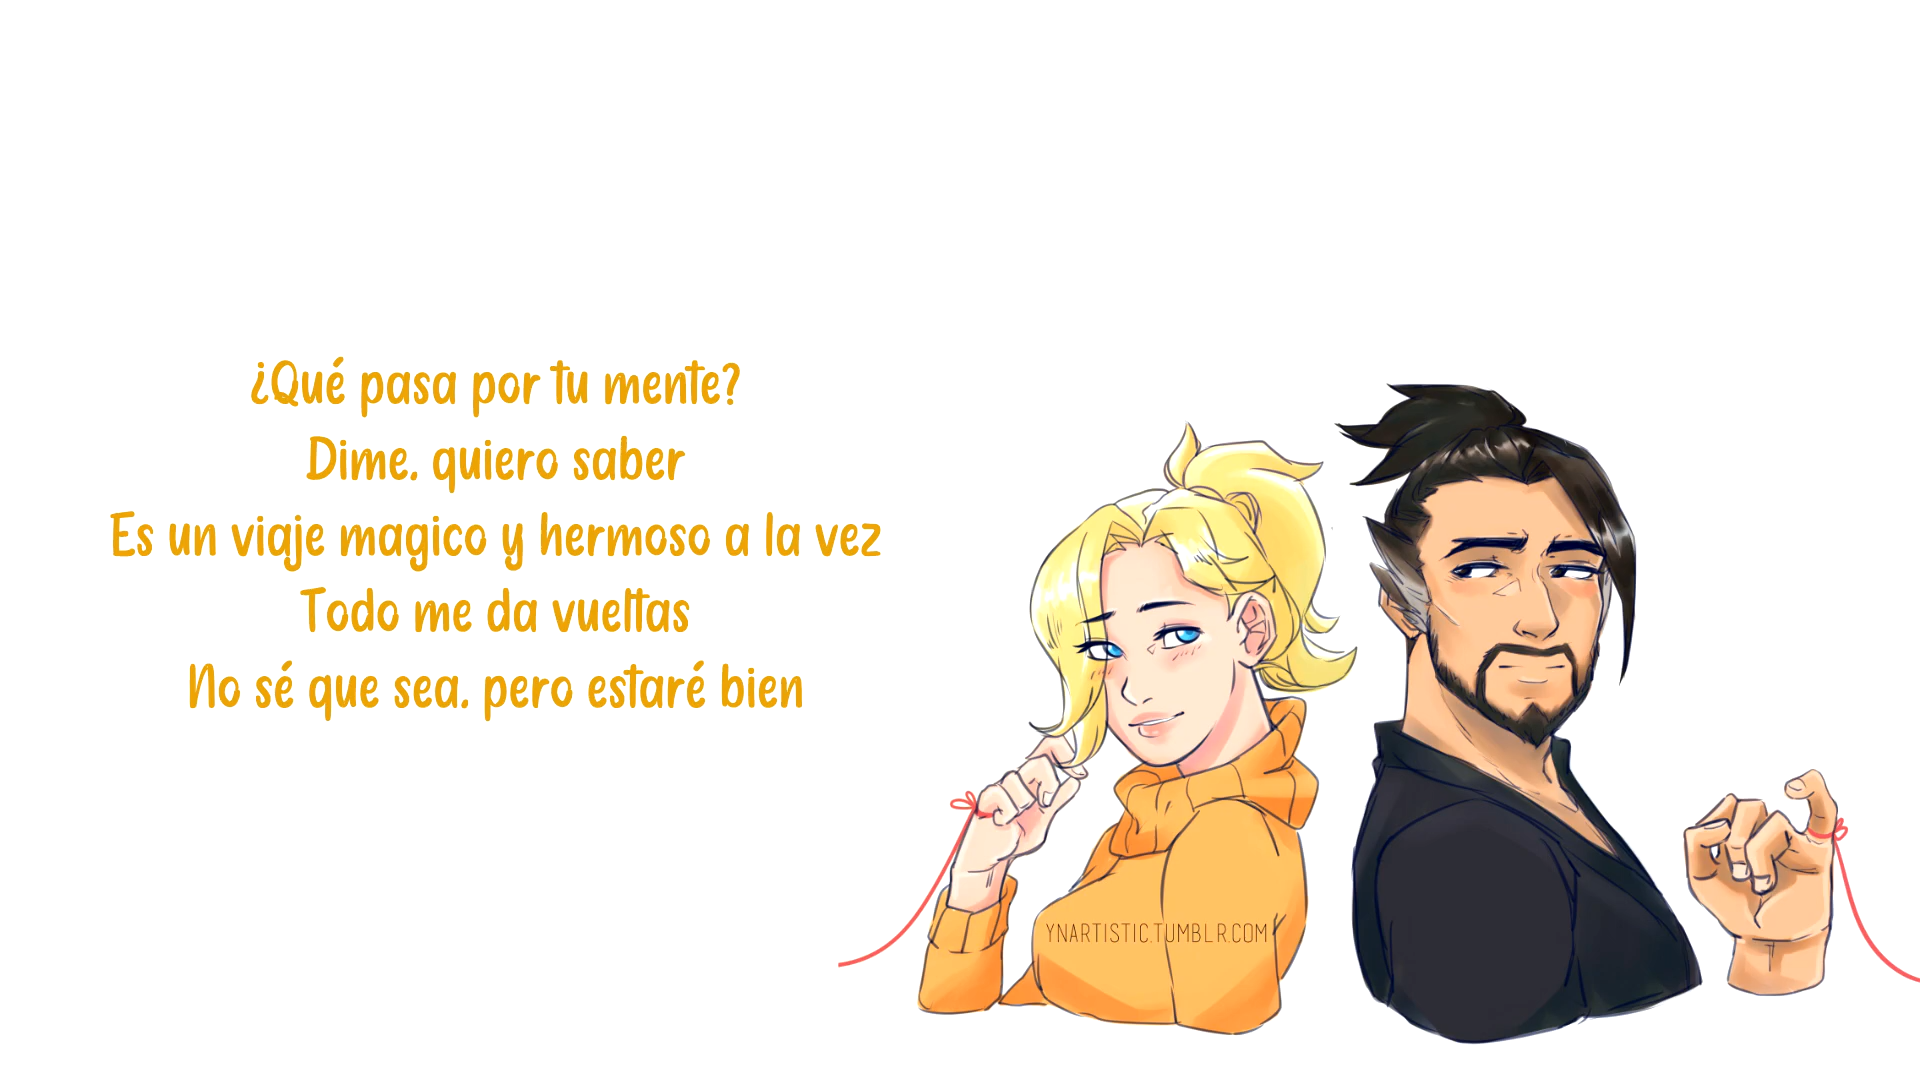 ¿Qué pasa por tu mente?
Dime, quiero saber
Es un viaje magico y hermoso a la vez
Todo me da vueltas
No sé que sea, pero estaré bien
YNARTISTIC.TUMBLR.COM